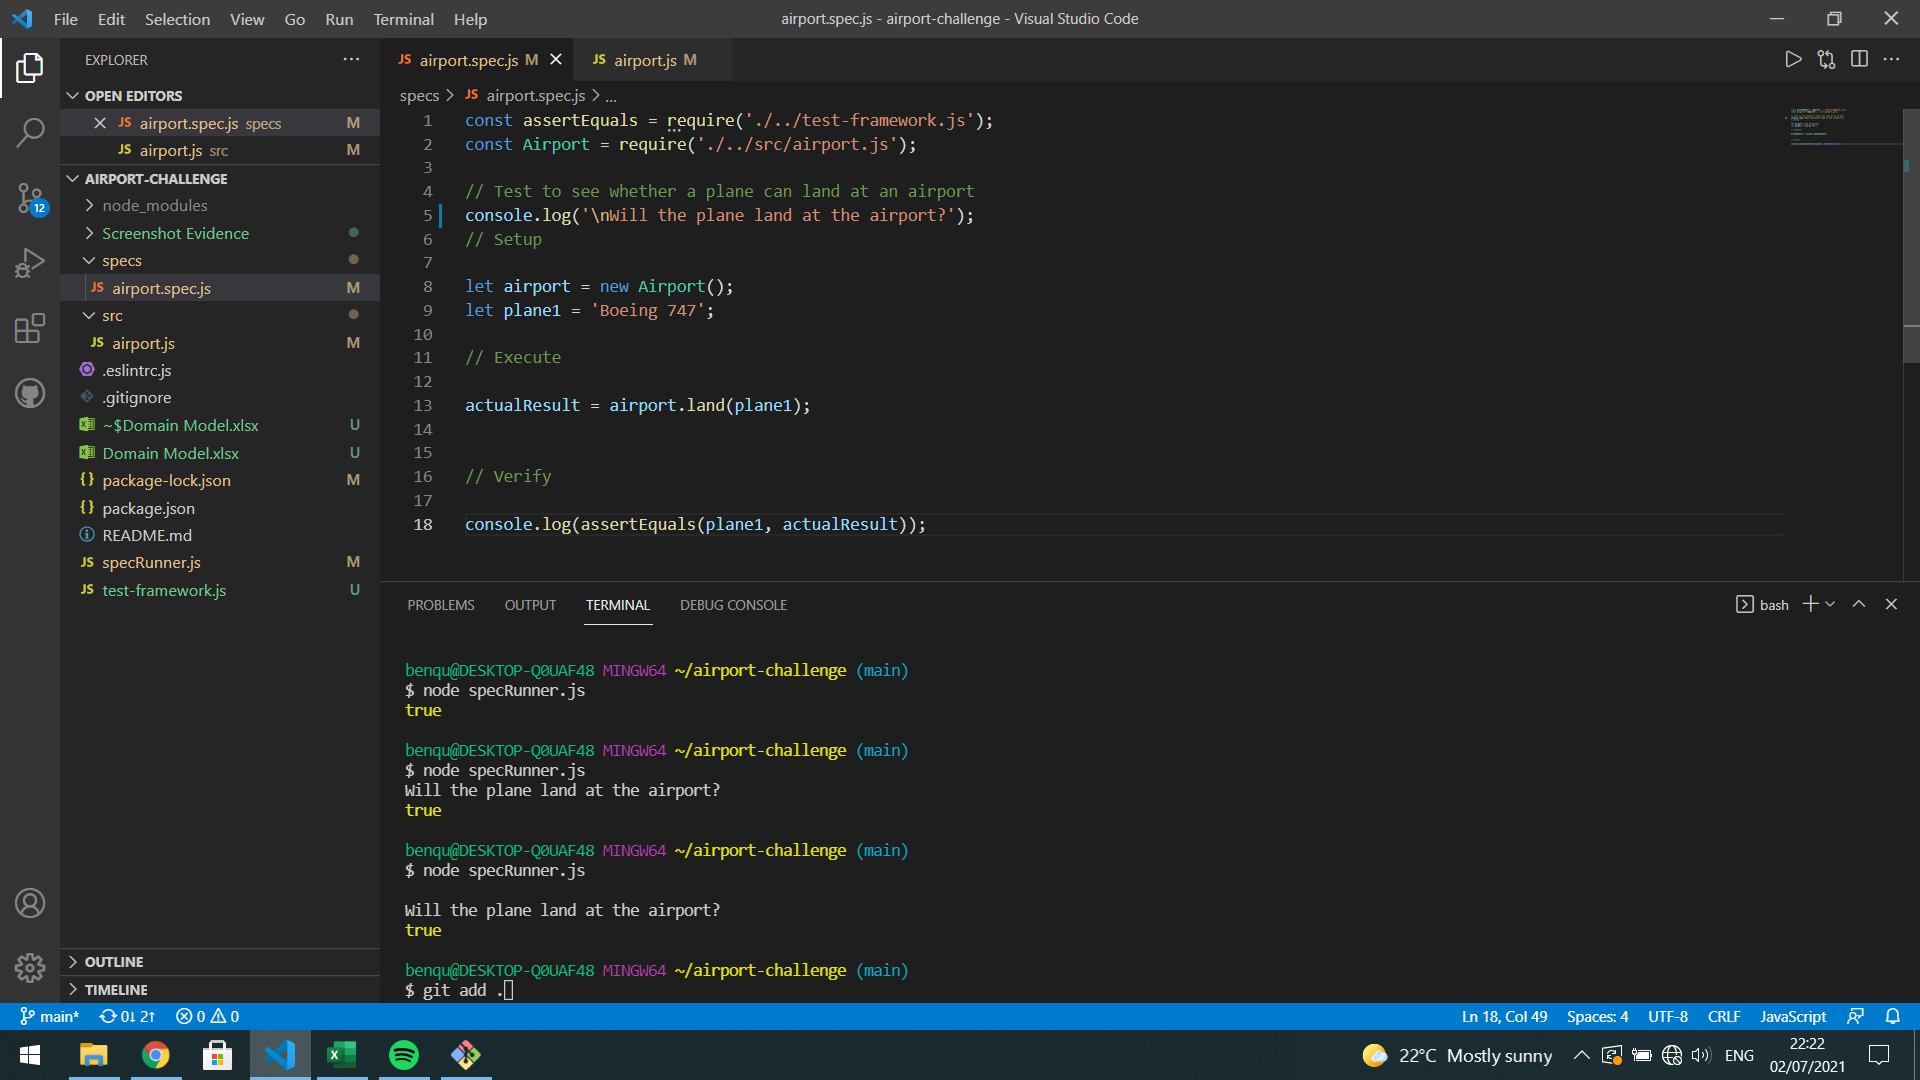 File Edit Selection View Go Run Terminal Help
airport.spec.js - airport-challenge - Visual Studio Code
EXPLORER
OPEN EDITORS
JS airport.spec.js specs M
JS airport.js src M
AIRPORT-CHALLENGE
node_modules
Screenshot Evidence
specs
JS airport.spec.js M
src
JS airport.js M
.eslintrc.js
.gitignore
~$Domain Model.xlsx U
Domain Model.xlsx U
{} package-lock.json M
{} package.json
README.md
JS specRunner.js M
JS test-framework.js U
OUTLINE
TIMELINE
12
JS airport.spec.js M
JS airport.js M
specs > JS airport.spec.js > ...
1 const assertEquals = require('./../test-framework.js');
2 const Airport = require('./../src/airport.js');
3
4 // Test to see whether a plane can land at an airport
5 console.log('\nWill the plane land at the airport?');
6 // Setup
7
8 let airport = new Airport();
9 let plane1 = 'Boeing 747';
10
11 // Execute
12
13 actualResult = airport.land(plane1);
14
15
16 // Verify
17
18 console.log(assertEquals(plane1, actualResult));
PROBLEMS OUTPUT TERMINAL DEBUG CONSOLE
bash
benqu@DESKTOP-Q0UAF48 MINGW64 ~/airport-challenge (main)
$ node specRunner.js
true
benqu@DESKTOP-Q0UAF48 MINGW64 ~/airport-challenge (main)
$ node specRunner.js
Will the plane land at the airport?
true
benqu@DESKTOP-Q0UAF48 MINGW64 ~/airport-challenge (main)
$ node specRunner.js
Will the plane land at the airport?
true
benqu@DESKTOP-Q0UAF48 MINGW64 ~/airport-challenge (main)
$ git add .
main* 0↓ 2↑ 0 0
Ln 18, Col 49 Spaces: 4 UTF-8 CRLF JavaScript
22°C Mostly sunny
ENG
22:22
02/07/2021